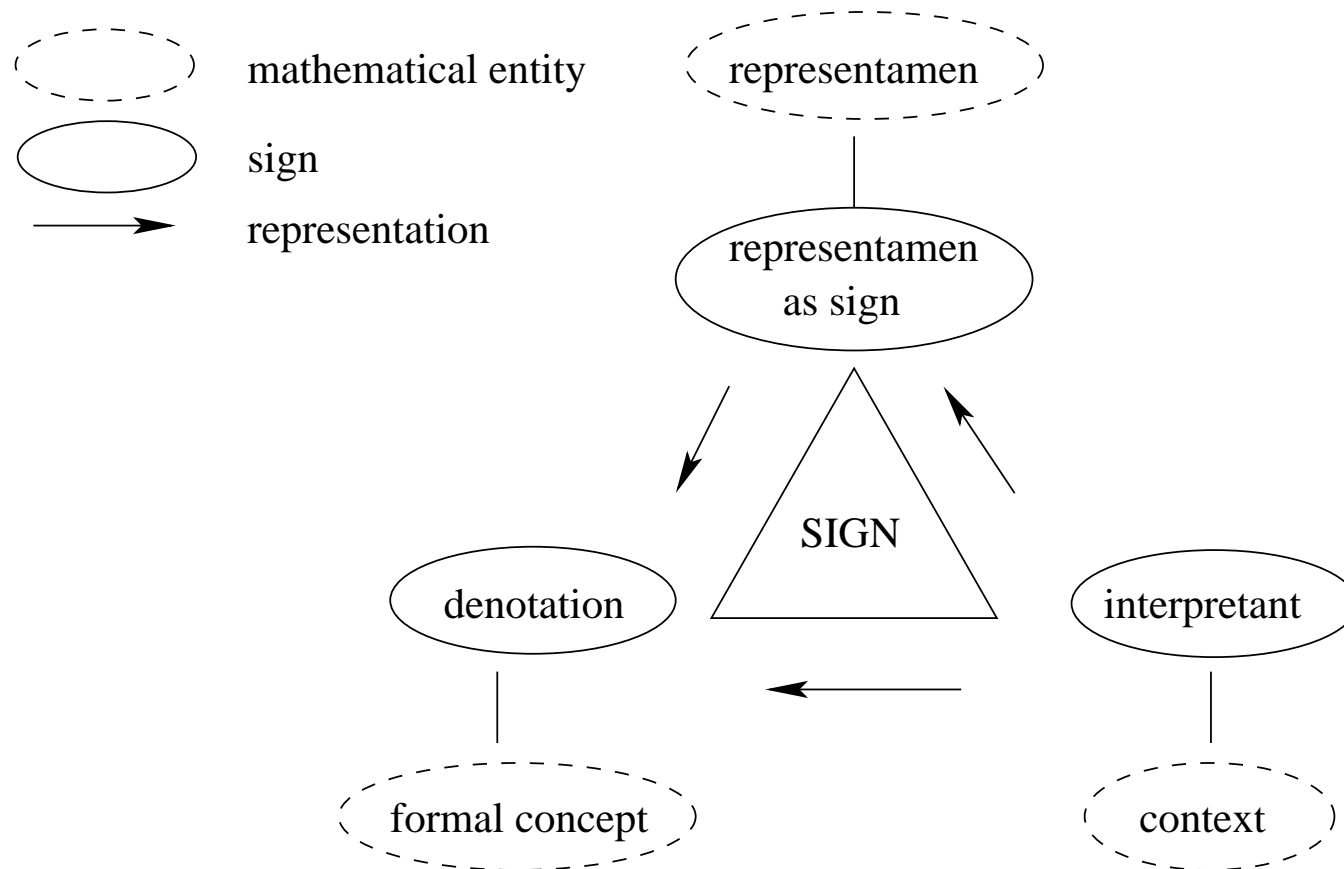 mathematical entity
sign
representation
representamen
representamen
as sign
SIGN
denotation
interpretant
formal concept
context